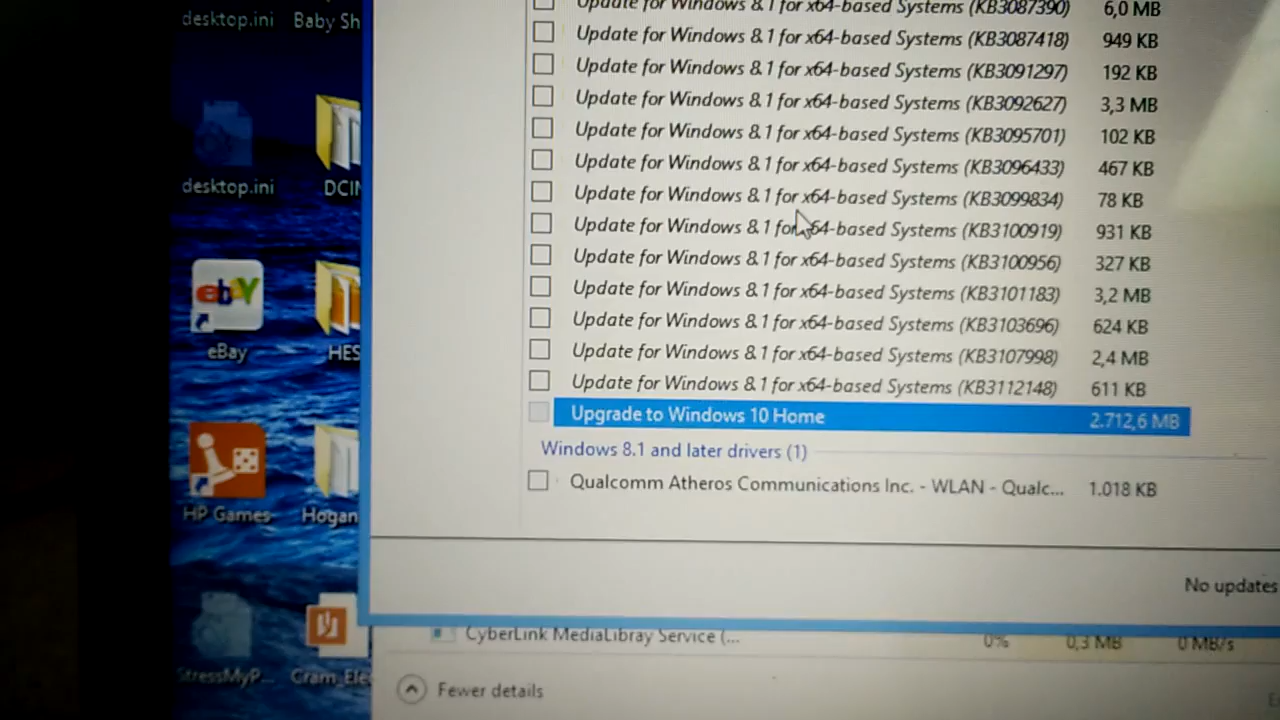 desktop.ini
Baby Sh
Update for Windows 8.1 for x64-based Systems (KB3087390) 6,0 MB
Update for Windows 8.1 for x64-based Systems (KB3087418) 949 KB
Update for Windows 8.1 for x64-based Systems (KB3091297) 192 KB
Update for Windows 8.1 for x64-based Systems (KB3092627) 3,3 MB
Update for Windows 8.1 for x64-based Systems (KB3095701) 102 KB
Update for Windows 8.1 for x64-based Systems (KB3096433) 467 KB
Update for Windows 8.1 for x64-based Systems (KB3099834) 78 KB
Update for Windows 8.1 for x64-based Systems (KB3100919) 931 KB
Update for Windows 8.1 for x64-based Systems (KB3100956) 327 KB
Update for Windows 8.1 for x64-based Systems (KB3101183) 3,2 MB
Update for Windows 8.1 for x64-based Systems (KB3103696) 624 KB
Update for Windows 8.1 for x64-based Systems (KB3107998) 2,4 MB
Update for Windows 8.1 for x64-based Systems (KB3112148) 611 KB
Upgrade to Windows 10 Home 2.712,6 MB
Windows 8.1 and later drivers (1)
Qualcomm Atheros Communications Inc. - WLAN - Qualc... 1.018 KB
No updates
CyberLink MediaLibray Service (... 0% 0,3 MB 0 MB/s
Fewer details
desktop.ini
DCIM
ebay
eBay
HES
HP Games
Hogan
StressMyP...
Cram_Ele